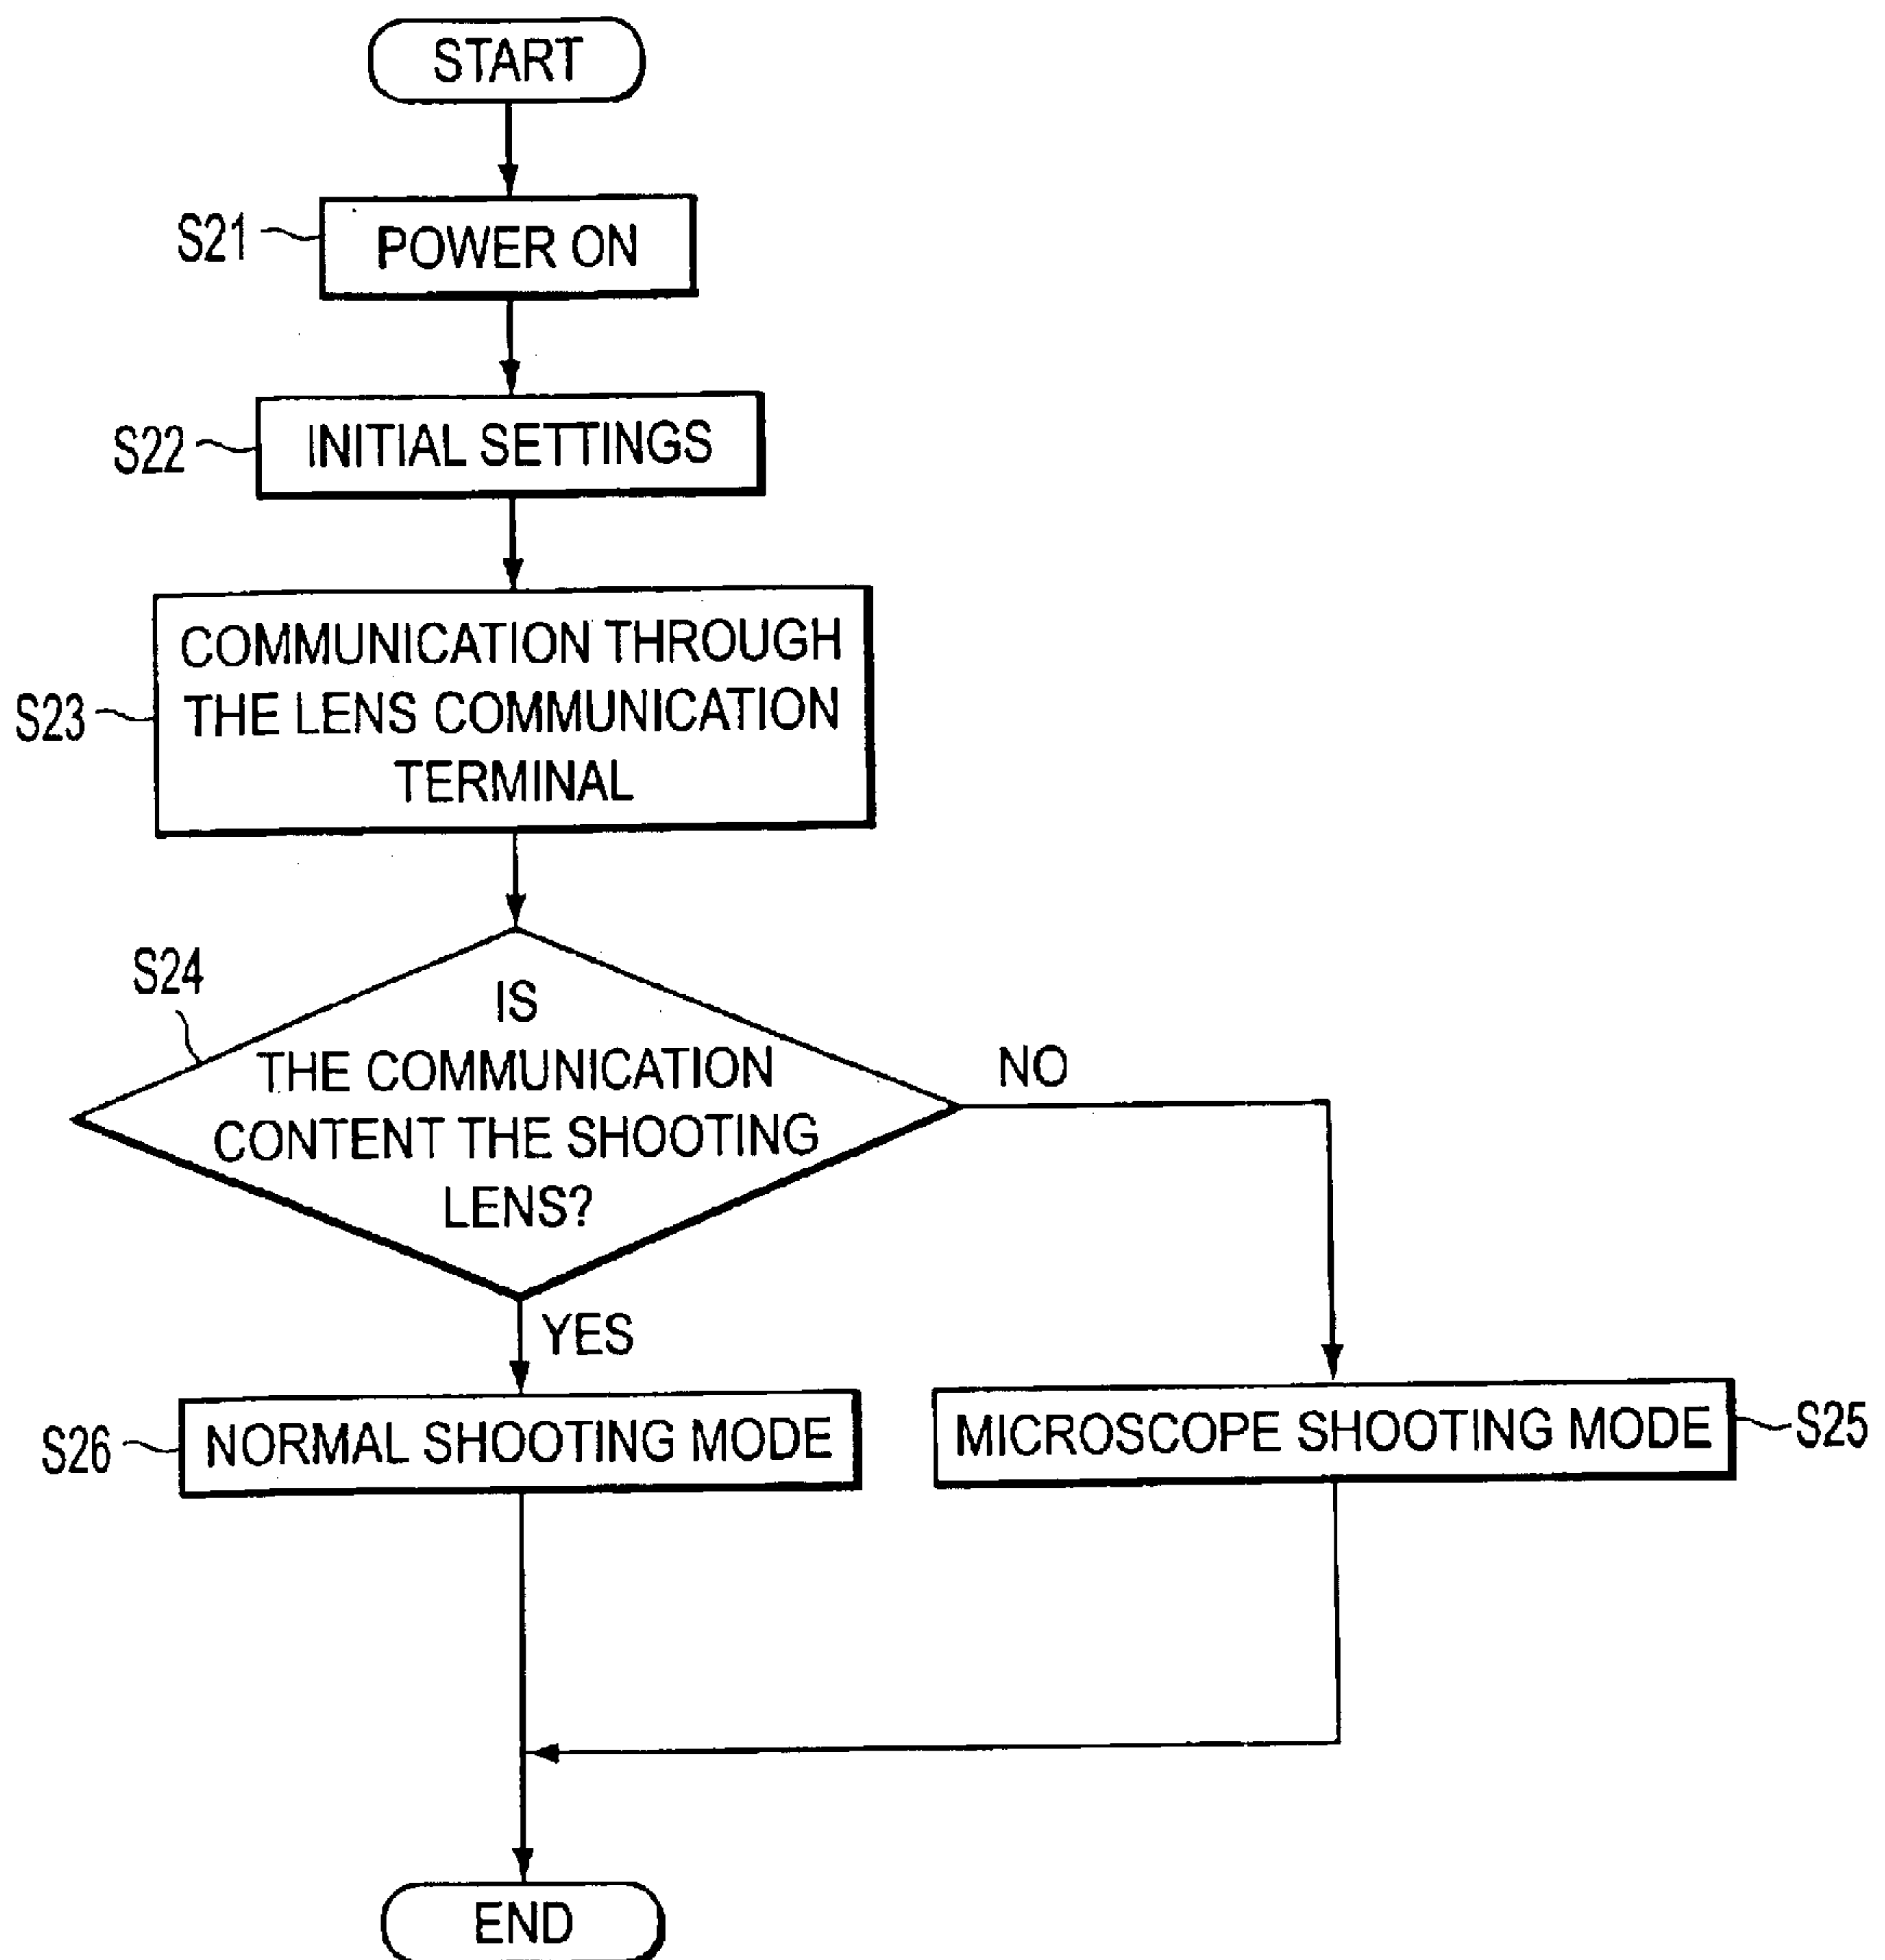 START
S21
POWER ON
S22
INITIAL SETTINGS
S23
COMMUNICATION THROUGH
THE LENS COMMUNICATION
TERMINAL
S24
IS
THE COMMUNICATION
CONTENT THE SHOOTING
LENS?
NO
YES
S26
NORMAL SHOOTING MODE
MICROSCOPE SHOOTING MODE
S25
END